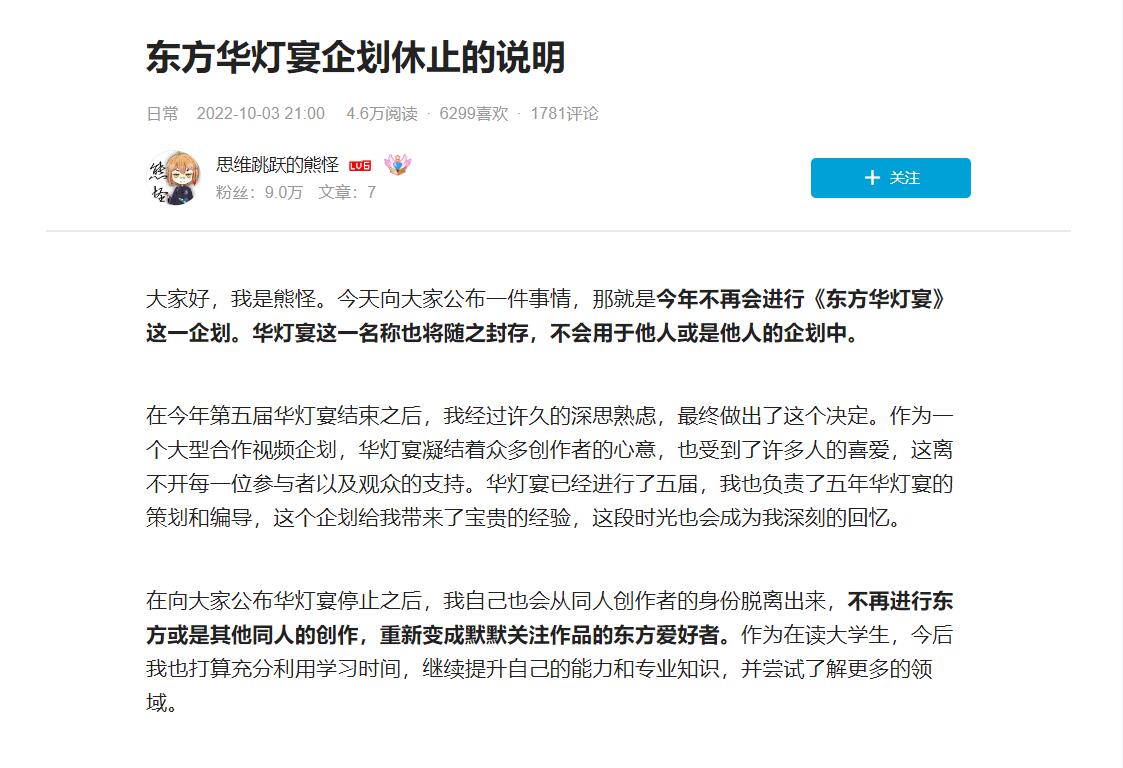 东方华灯宴企划休止的说明
日常 2022-10-03 21:00 4.6万阅读 · 6299喜欢 · 1781评论
熊怪
思维跳跃的熊怪 LV6
粉丝：9.0万 文章：7
+ 关注
大家好，我是熊怪。今天向大家公布一件事情，那就是今年不再会进行《东方华灯宴》
这一企划。华灯宴这一名称也将随之封存，不会用于他人或是他人的企划中。
在今年第五届华灯宴结束之后，我经过许久的深思熟虑，最终做出了这个决定。作为一
个大型合作视频企划，华灯宴凝结着众多创作者的心意，也受到了许多人的喜爱，这离
不开每一位参与者以及观众的支持。华灯宴已经进行了五届，我也负责了五年华灯宴的
策划和编导，这个企划给我带来了宝贵的经验，这段时光也会成为我深刻的回忆。
在向大家公布华灯宴停止之后，我自己也会从同人创作者的身份脱离出来，不再进行东
方或是其他同人的创作，重新变成默默关注作品的东方爱好者。作为在读大学生，今后
我也打算充分利用学习时间，继续提升自己的能力和专业知识，并尝试了解更多的领
域。